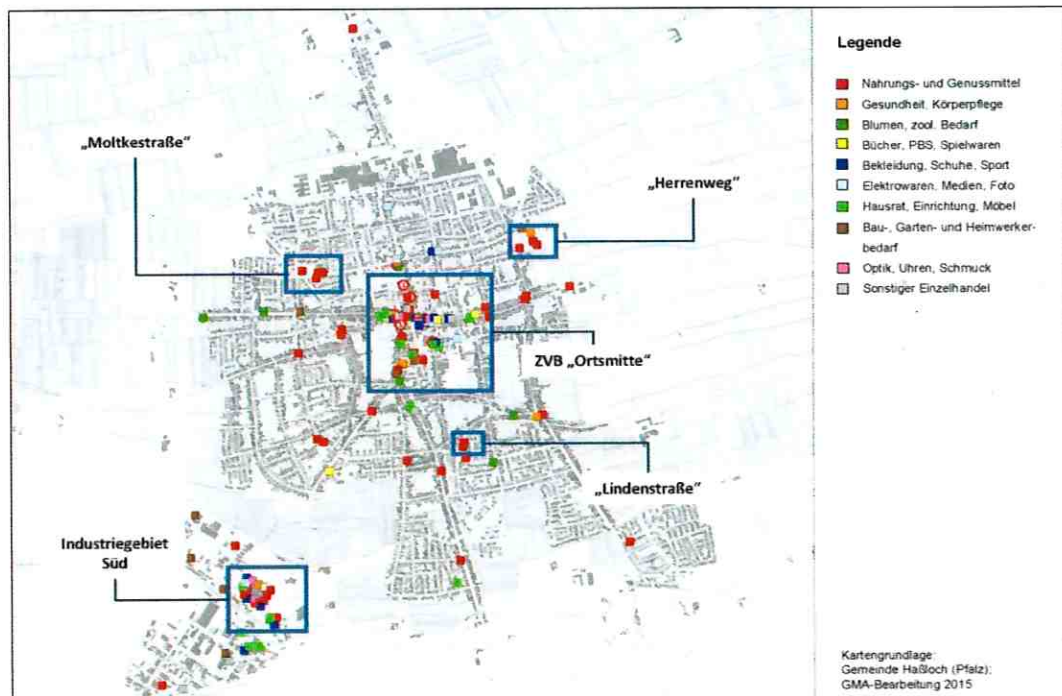 Legende
Nahrungs- und Genussmittel
Gesundheit, Körperpflege
Blumen, zool. Bedarf
Bücher, PBS, Spielwaren
Bekleidung, Schuhe, Sport
Elektrowaren, Medien, Foto
Hausrat, Einrichtung, Möbel
Bau-, Garten- und Heimwerker-
bedarf
Optik, Uhren, Schmuck
Sonstiger Einzelhandel
„Moltkestraße“
„Herrenweg“
ZVB „Ortsmitte“
„Lindenstraße“
Industriegebiet
Süd
Kartengrundlage:
Gemeinde Haßloch (Pfalz);
GMA-Bearbeitung 2015